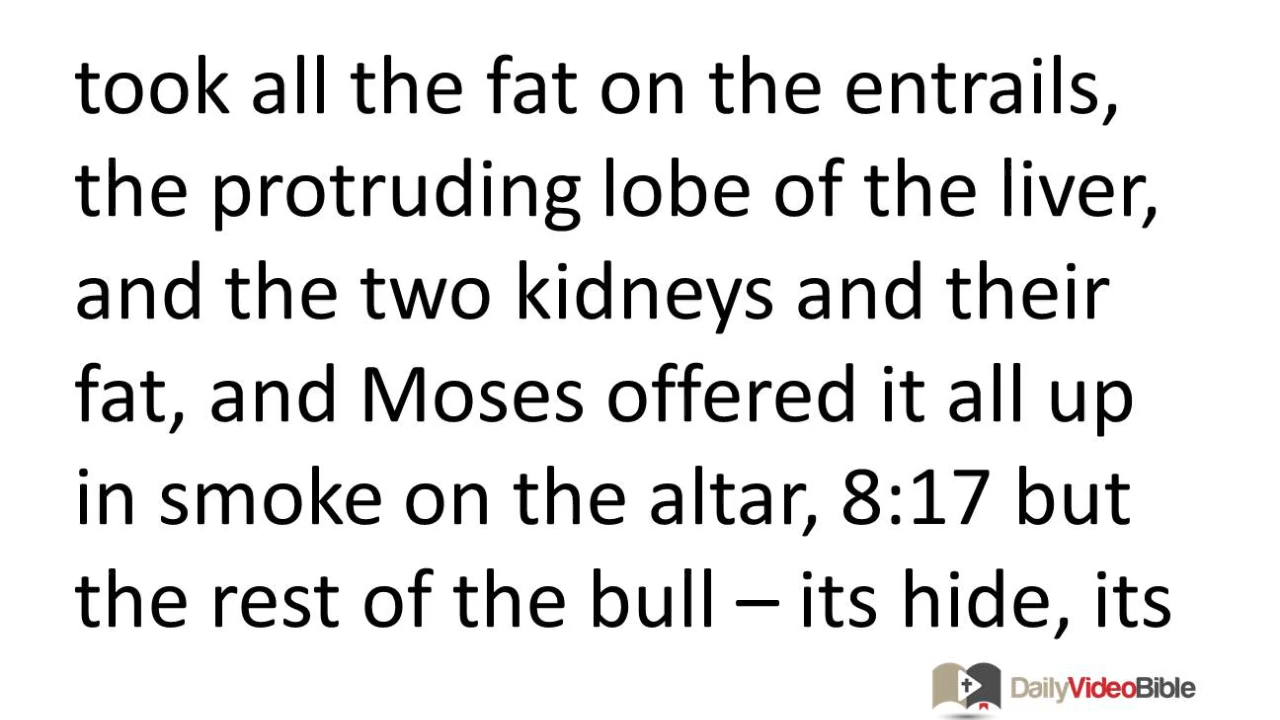 took all the fat on the entrails,
the protruding lobe of the liver,
and the two kidneys and their
fat, and Moses offered it all up
in smoke on the altar, 8:17 but
the rest of the bull – its hide, its
DailyVideoBible